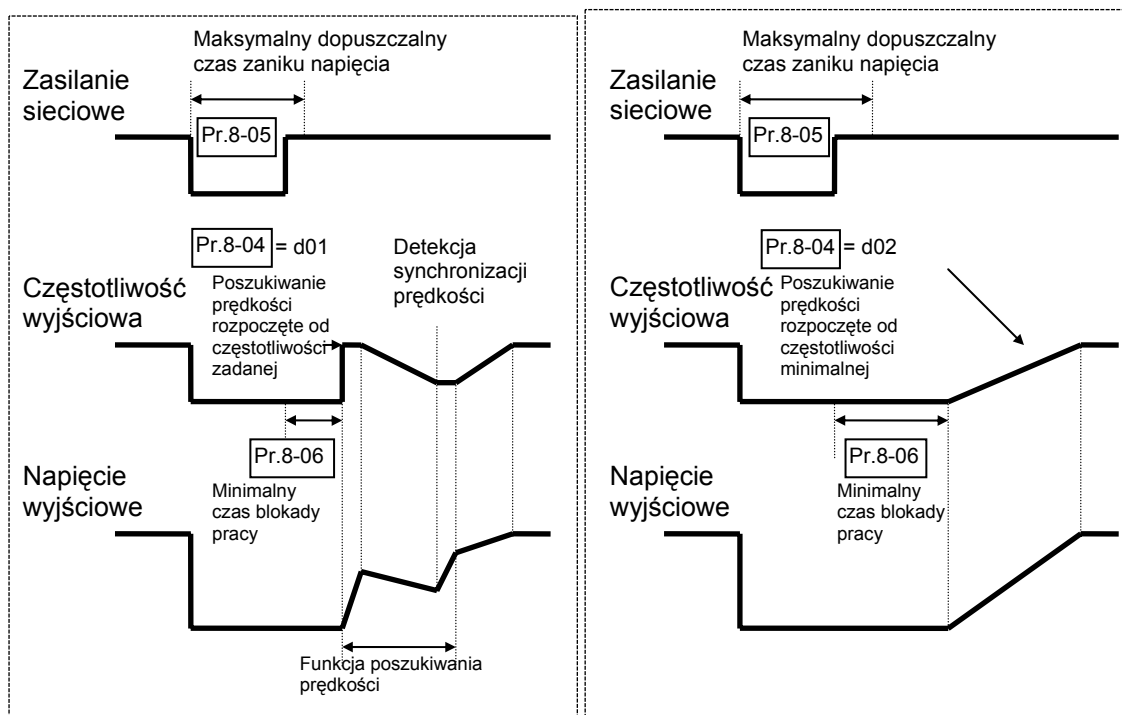 Maksymalny dopuszczalny
czas zaniku napięcia
Zasilanie
sieciowe
Pr.8-05
Pr.8-04 = d01
Detekcja
synchronizacji
prędkości
Częstotliwość
wyjściowa
Poszukiwanie
prędkości
rozpoczęte od
częstotliwości
zadanej
Pr.8-06
Napięcie
wyjściowe
Minimalny
czas blokady
pracy
Funkcja poszukiwania
prędkości
Maksymalny dopuszczalny
czas zaniku napięcia
Zasilanie
sieciowe
Pr.8-05
Pr.8-04 = d02
Częstotliwość
wyjściowa
Poszukiwanie
prędkości
rozpoczęte od
częstotliwości
minimalnej
Pr.8-06
Napięcie
wyjściowe
Minimalny
czas blokady
pracy